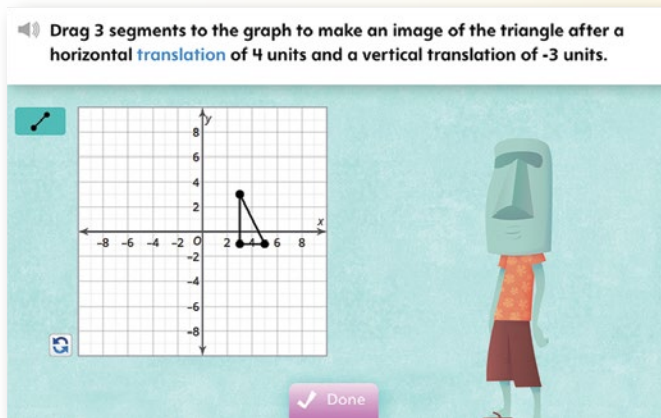 Drag 3 segments to the graph to make an image of the triangle after a
horizontal translation of 4 units and a vertical translation of -3 units.
y
8
6
4
2
x
-8 -6 -4 -2 O 2 4 6 8
-2
-4
-6
-8
Done